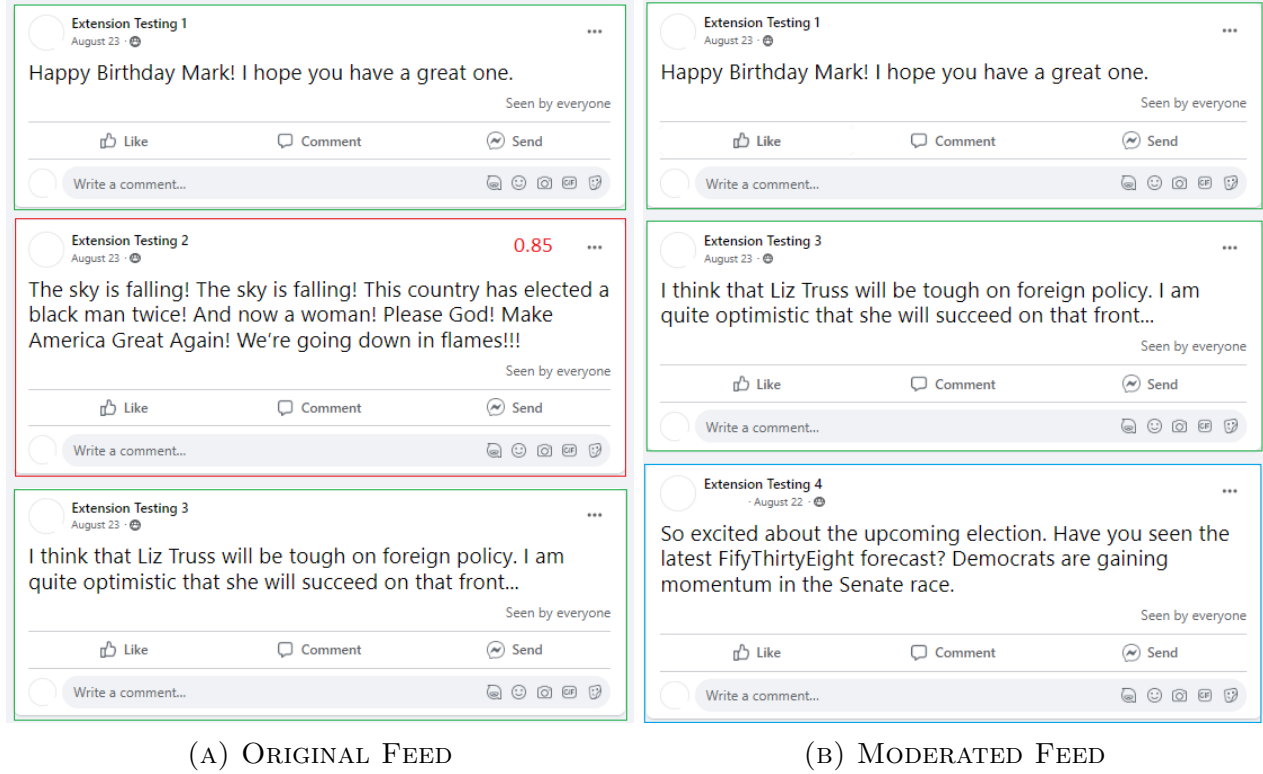 Extension Testing 1
August 23 ·
Happy Birthday Mark! I hope you have a great one.
Seen by everyone
Like Comment Send
Write a comment...
GIF
Extension Testing 2
August 23 ·
0.85
The sky is falling! The sky is falling! This country has elected a
black man twice! And now a woman! Please God! Make
America Great Again! We're going down in flames!!!
Seen by everyone
Like Comment Send
Write a comment...
GIF
Extension Testing 3
August 23 ·
I think that Liz Truss will be tough on foreign policy. I am
quite optimistic that she will succeed on that front...
Seen by everyone
Like Comment Send
Write a comment...
GIF
(A) ORIGINAL FEED
Extension Testing 1
August 23 ·
Happy Birthday Mark! I hope you have a great one.
Seen by everyone
Like Comment Send
Write a comment...
GIF
Extension Testing 3
August 23 ·
I think that Liz Truss will be tough on foreign policy. I am
quite optimistic that she will succeed on that front...
Seen by everyone
Like Comment Send
Write a comment...
GIF
Extension Testing 4
· August 22 ·
So excited about the upcoming election. Have you seen the
latest FifyThirtyEight forecast? Democrats are gaining
momentum in the Senate race.
Seen by everyone
Like Comment Send
Write a comment...
GIF
(B) MODERATED FEED